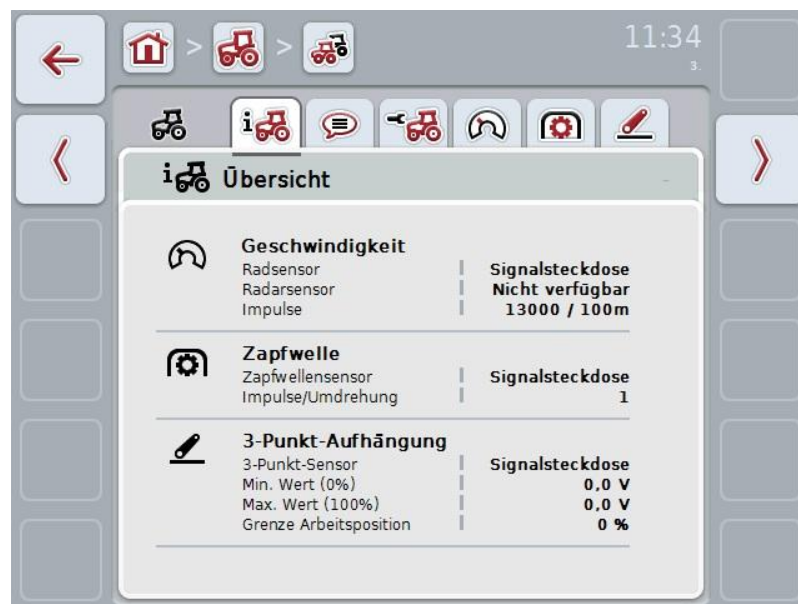 11:34
3.
Übersicht
Geschwindigkeit
Radsensor Signalsteckdose
Radarsensor Nicht verfügbar
Impulse 13000 / 100m
Zapfwelle
Zapfwellensensor Signalsteckdose
Impulse/Umdrehung 1
3-Punkt-Aufhängung
3-Punkt-Sensor Signalsteckdose
Min. Wert (0%) 0,0 V
Max. Wert (100%) 0,0 V
Grenze Arbeitsposition 0 %